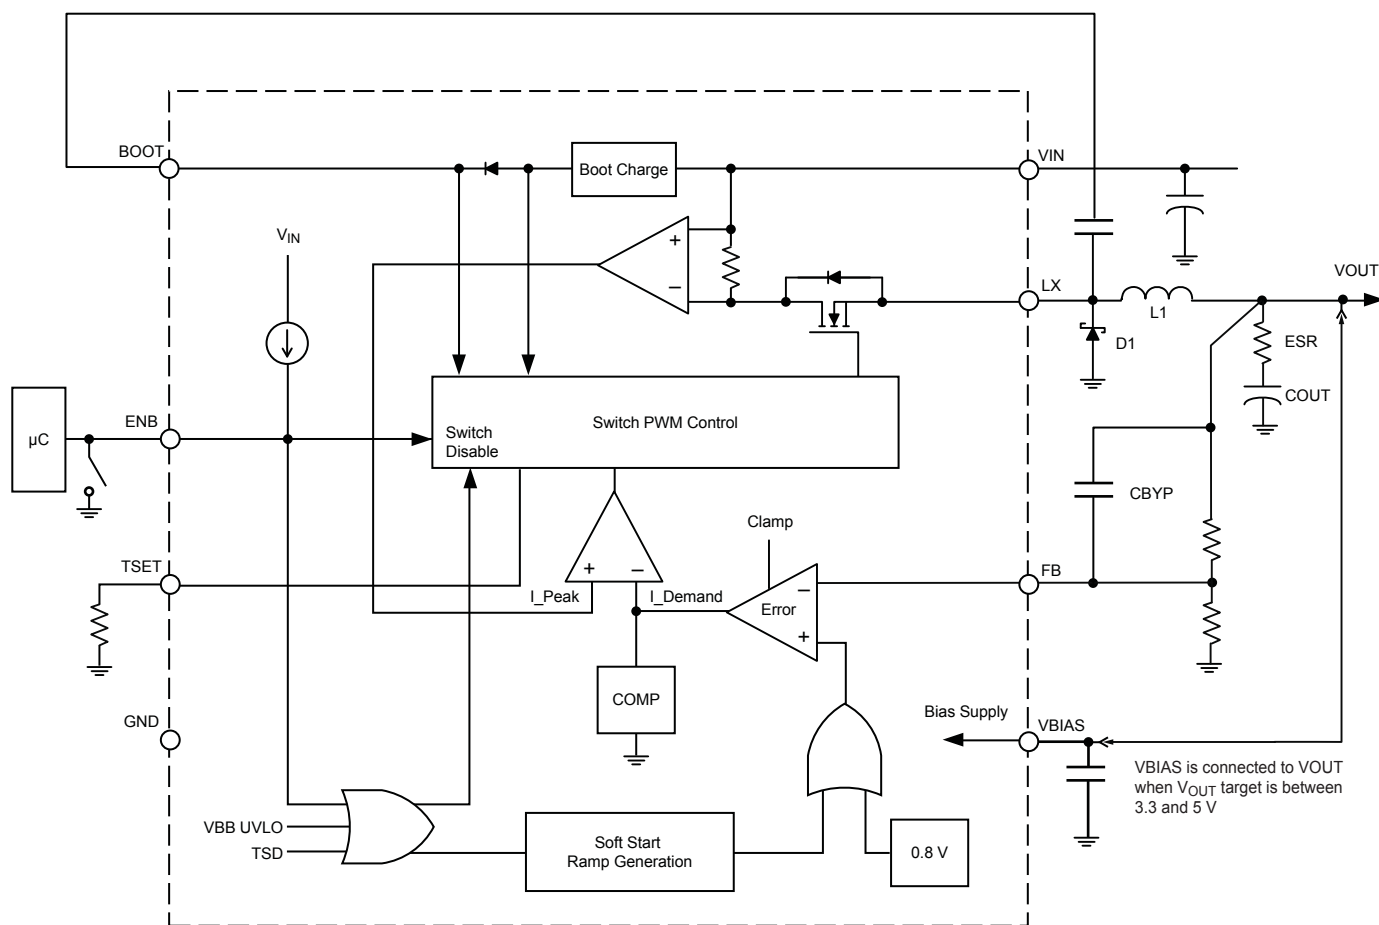 BOOT
Boot Charge
VIN
V_IN
+
−
LX
VOUT
L1
D1
ESR
COUT
µC
ENB
Switch
Disable
Switch PWM Control
CBYP
Clamp
TSET
+
−
I_Peak
I_Demand
Error
−
+
FB
COMP
GND
Bias Supply
VBIAS
VBIAS is connected to VOUT
when V_OUT target is between
3.3 and 5 V
VBB UVLO
TSD
Soft Start
Ramp Generation
0.8 V